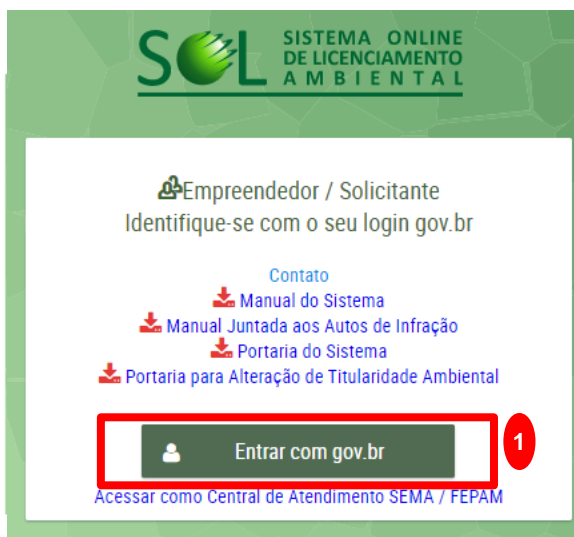 SOL
SISTEMA ONLINE
DE LICENCIAMENTO
AMBIENTAL
Empreendedor / Solicitante
Identifique-se com o seu login gov.br
Contato
Manual do Sistema
Manual Juntada aos Autos de Infração
Portaria do Sistema
Portaria para Alteração de Titularidade Ambiental
Entrar com gov.br
1
Acessar como Central de Atendimento SEMA / FEPAM